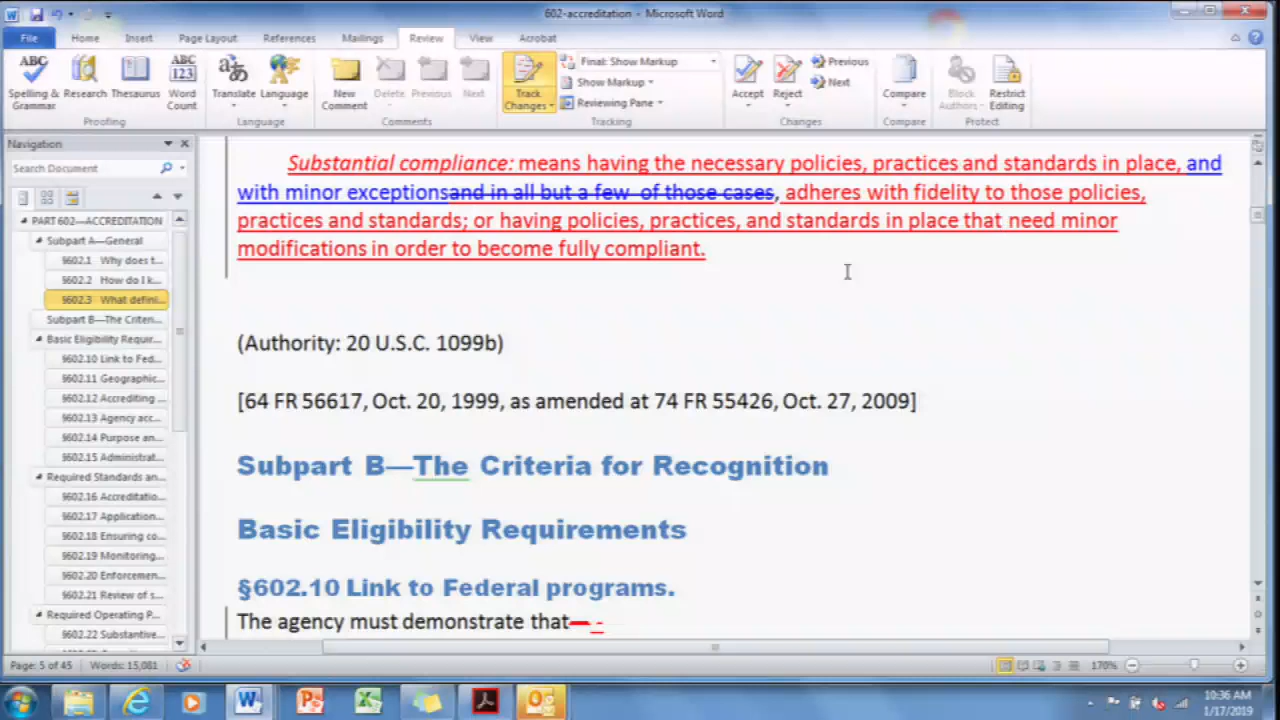 602-accreditation - Microsoft Word
File Home Insert Page Layout References Mailings Review View Acrobat
ABC Spelling & Grammar Research Thesaurus ABC 123 Word Count Translate Language New Comment Delete Previous Next Track Changes Final: Show Markup Show Markup Reviewing Pane Accept Reject Previous Next Compare Block Authors Restrict Editing
Proofing Language Comments Tracking Changes Compare Protect
Navigation
Search Document
PART 602—ACCREDITATION
Subpart A—General
§602.1 Why does t...
§602.2 How do I k...
§602.3 What defini...
Subpart B—The Criten...
Basic Eligibility Requir...
§602.10 Link to Fed...
§602.11 Geographic...
§602.12 Accrediting ...
§602.13 Agency acc...
§602.14 Purpose an...
§602.15 Administrat...
Required Standards an...
§602.16 Accreditatio...
§602.17 Application...
§602.18 Ensuring co...
§602.19 Monitoring...
§602.20 Enforcemen...
§602.21 Review of s...
Required Operating P...
§602.22 Substantive...
Substantial compliance: means having the necessary policies, practices and standards in place, and
with minor exceptionsand in all but a few of those cases, adheres with fidelity to those policies,
practices and standards; or having policies, practices, and standards in place that need minor
modifications in order to become fully compliant.
(Authority: 20 U.S.C. 1099b)
[64 FR 56617, Oct. 20, 1999, as amended at 74 FR 55426, Oct. 27, 2009]
Subpart B—The Criteria for Recognition
Basic Eligibility Requirements
§602.10 Link to Federal programs.
The agency must demonstrate that— -
Page: 5 of 45 Words: 15,081 170%
10:36 AM
1/17/2019